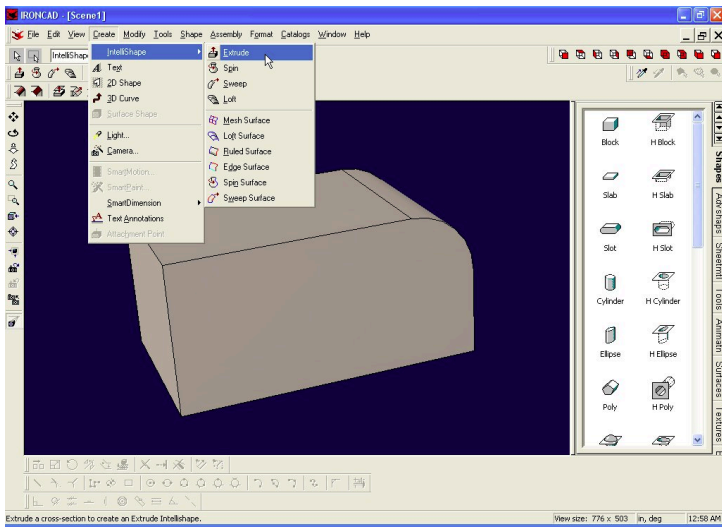 IRONCAD - [Scene1]
File Edit View Create Modify Tools Shape Assembly Format Catalogs Window Help
IntelliShape
IntelliShape
Text
2D Shape
3D Curve
Surface Shape
Light...
Camera...
SmartMotion...
SmartPaint...
SmartDimension
Text Annotations
Attachment Point
Extrude
Spin
Sweep
Loft
Mesh Surface
Loft Surface
Ruled Surface
Edge Surface
Spin Surface
Sweep Surface
Block H Block
Slab H Slab
Slot H Slot
Cylinder H Cylinder
Ellipse H Ellipse
Poly H Poly
Shapes
Adv shaps
Sheetmtl
Tools
Animatn
Surfaces
Textures
Extrude a cross-section to create an Extrude Intellishape.
View size: 776 x 503 in, deg 12:58 AM